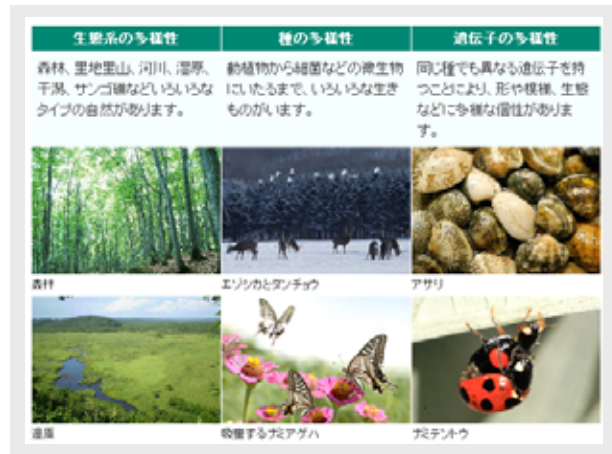 生態系の多様性
種の多様性
遺伝子の多様性
森林、里地里山、河川、湿原、
干潟、サンゴ礁などいろいろな
タイプの自然があります。
動植物から細菌などの微生物
にいたるまで、いろいろな生き
ものがいます。
同じ種でも異なる遺伝子を持
つことにより、形や模様、生態
などに多様な個性がありま
す。
森林
エゾシカとタンチョウ
アサリ
湿原
吸蜜するナミアゲハ
ナミテントウ